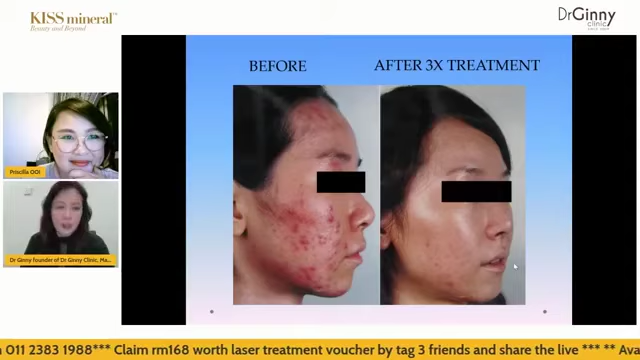 KISS mineral™
Beauty and Beyond
DrGinny
clinic
BEFORE
AFTER 3X TREATMENT
Priscilla OOI
Dr Ginny founder of Dr Ginny Clinic, Ma...
011 2383 1988*** Claim rm168 worth laser treatment voucher by tag 3 friends and share the live *** ** Ava